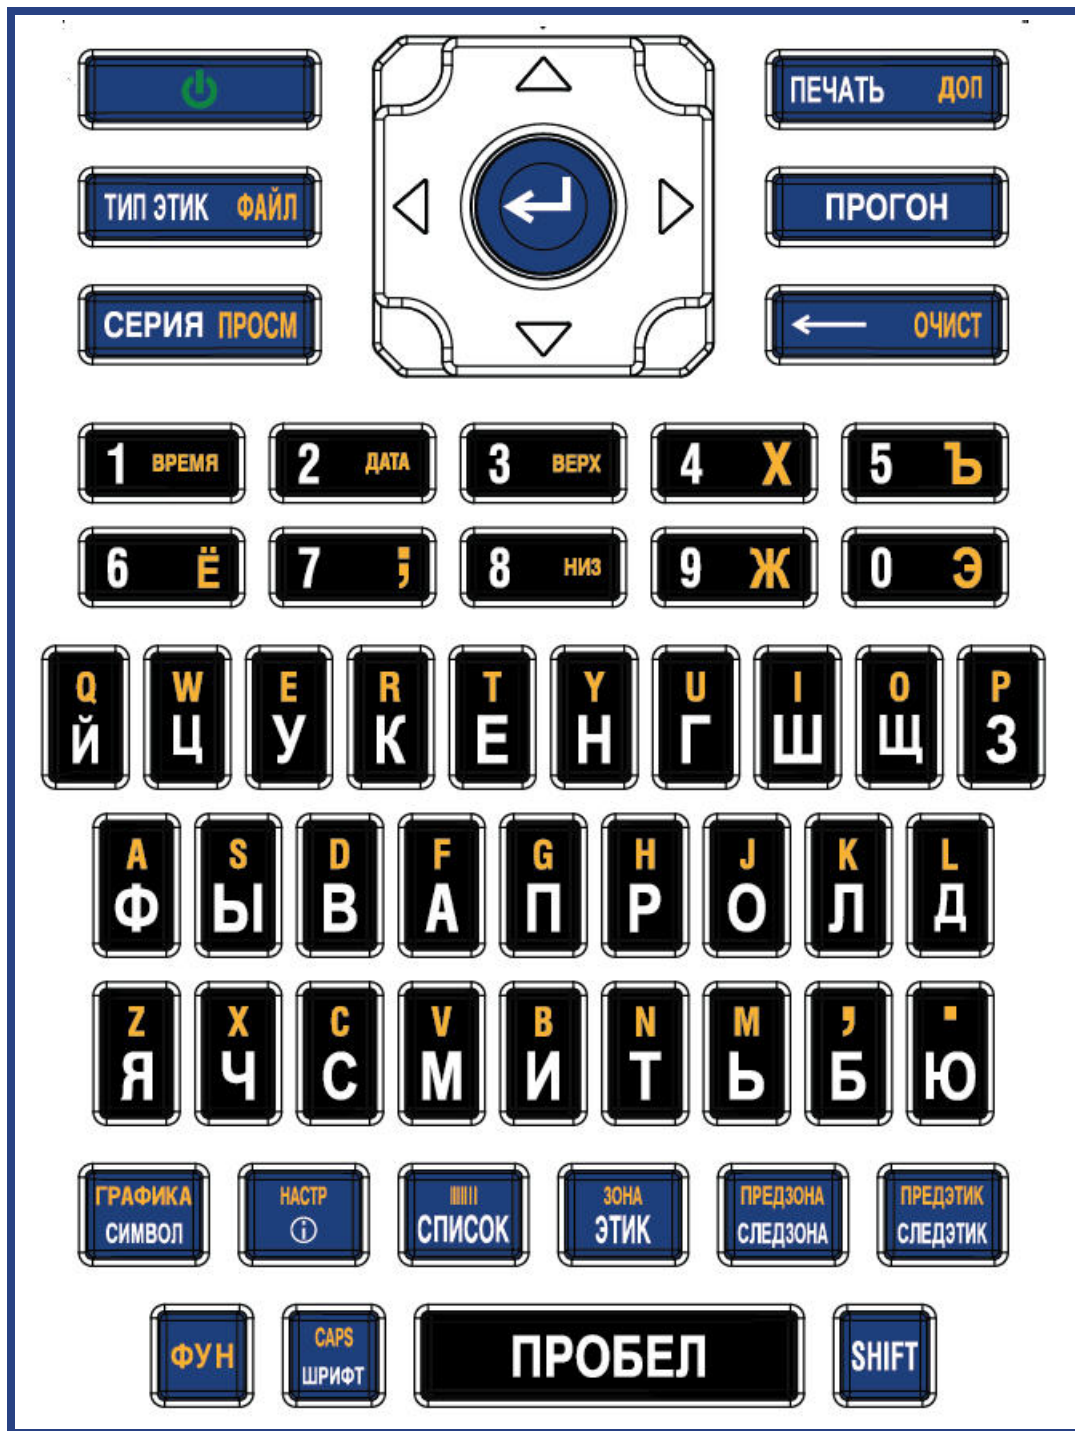 ПЕЧАТЬ ДОП
ТИП ЭТИК ФАЙЛ
ПРОГОН
СЕРИЯ ПРОСМ
ОЧИСТ
1 ВРЕМЯ 2 ДАТА 3 ВЕРХ 4 Х 5 Ъ
6 Ё 7 ; 8 НИЗ 9 Ж 0 Э
Q W E R T Y U I O P
Й Ц У К Е Н Г Ш Щ З
A S D F G H J K L
Ф Ы В А П Р О Л Д
Z X C V B N M , .
Я Ч С М И Т Ь Б Ю
ГРАФИКА НАСТР ЗОНА ПРЕДЗОНА ПРЕДЭТИК
СИМВОЛ СПИСОК ЭТИК СЛЕДЗОНА СЛЕДЭТИК
ФУН CAPS ПРОБЕЛ SHIFT
ШРИФТ